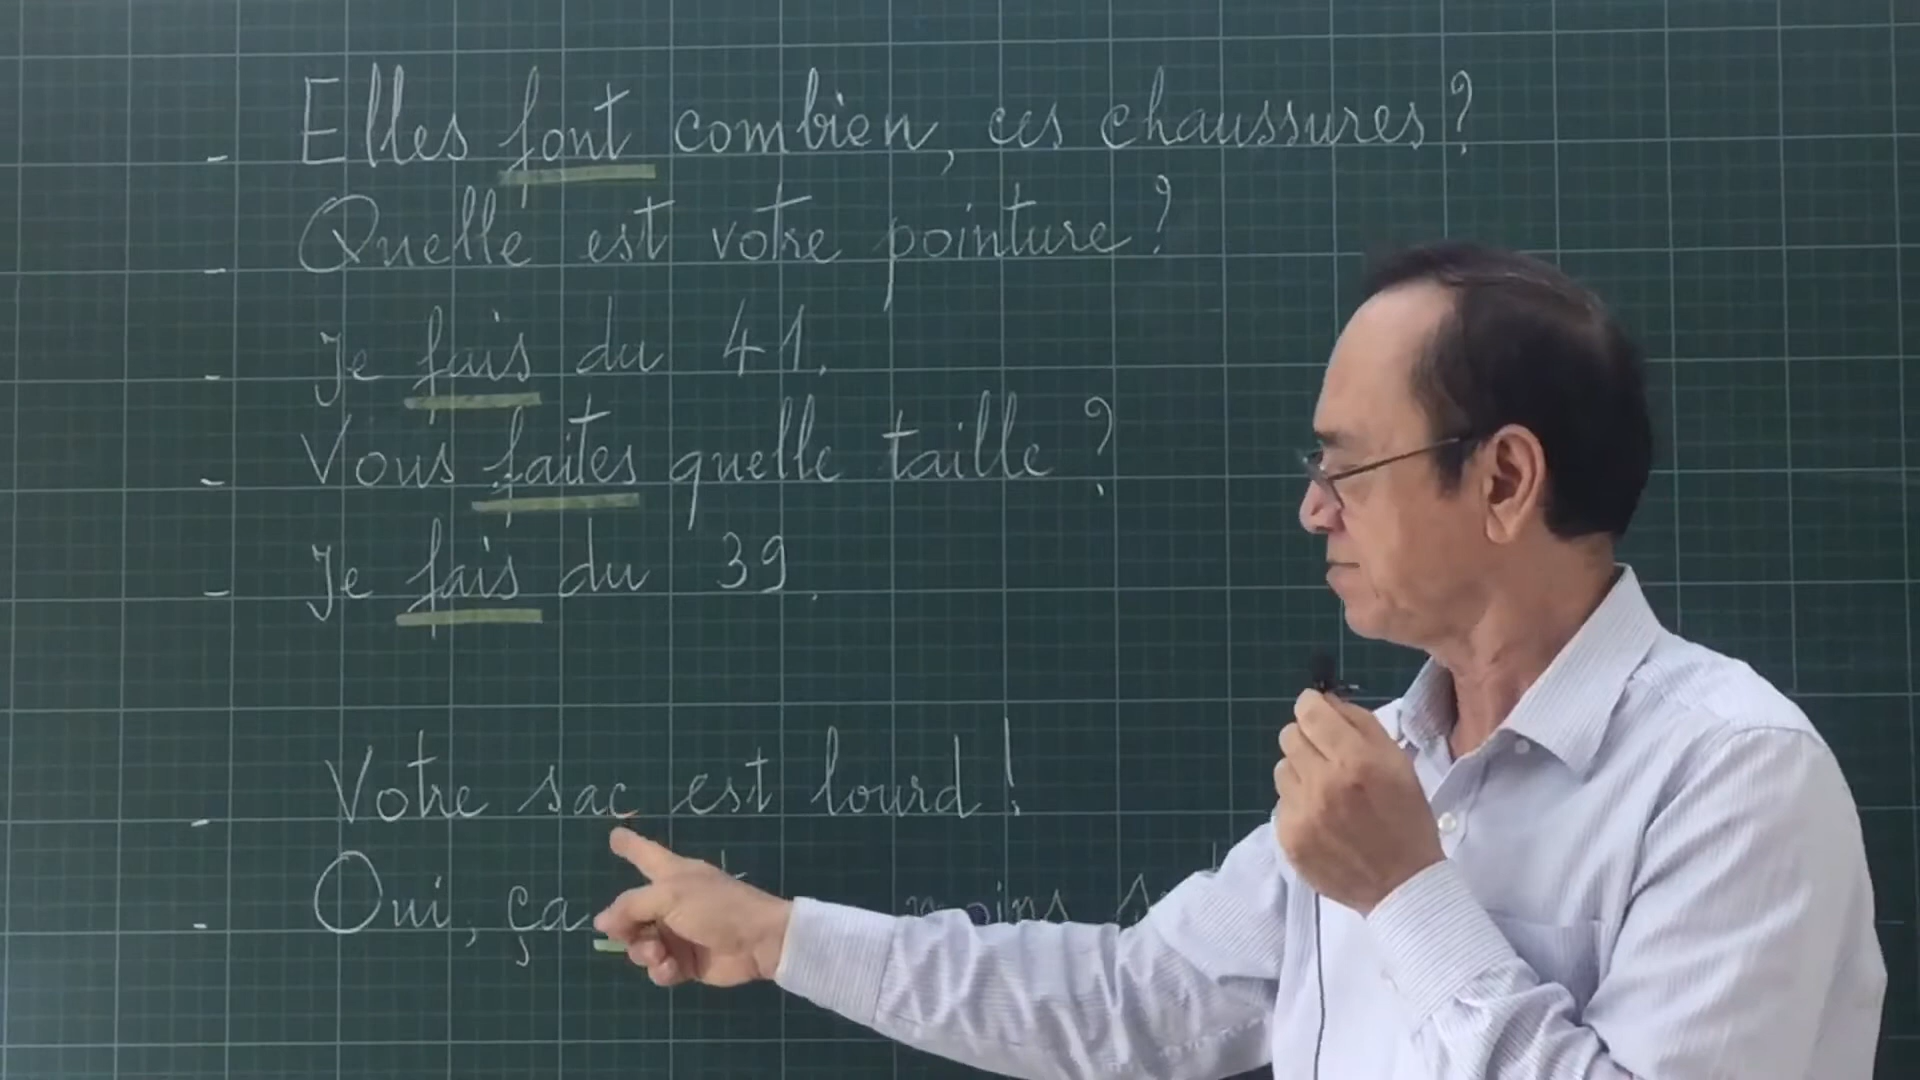 - Elles font combien, ces chaussures ?
- Quelle est votre pointure ?
- Je fais du 41.
- Vous faites quelle taille ?
- Je fais du 39.
- Votre sac est lourd !
- Oui, ça moins